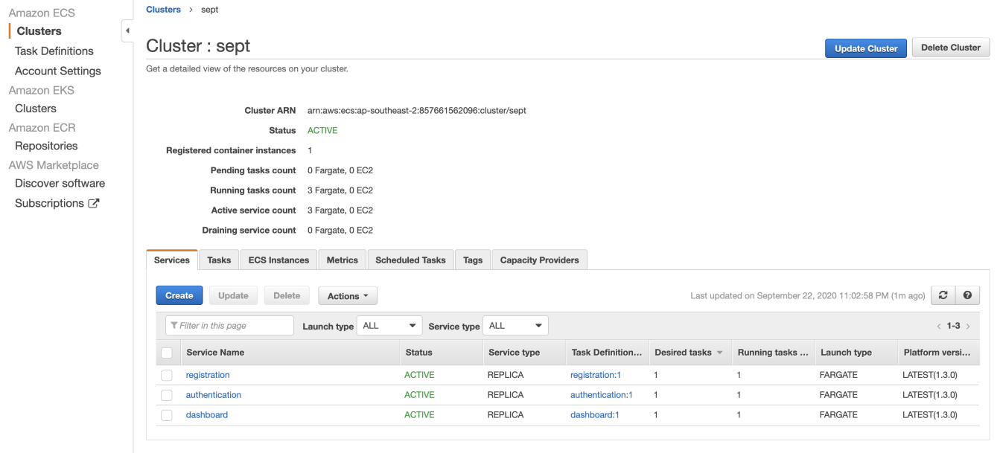 Amazon ECS
Clusters
Task Definitions
Account Settings
Amazon EKS
Clusters
Amazon ECR
Repositories
AWS Marketplace
Discover software
Subscriptions
Clusters > sept
Cluster : sept
Update Cluster Delete Cluster
Get a detailed view of the resources on your cluster.
Cluster ARN arn:aws:ecs:ap-southeast-2:857661562096:cluster/sept
Status ACTIVE
Registered container instances 1
Pending tasks count 0 Fargate, 0 EC2
Running tasks count 3 Fargate, 0 EC2
Active service count 3 Fargate, 0 EC2
Draining service count 0 Fargate, 0 EC2
Services Tasks ECS Instances Metrics Scheduled Tasks Tags Capacity Providers
Create Update Delete Actions Last updated on September 22, 2020 11:02:58 PM (1m ago) ?
Filter in this page Launch type ALL Service type ALL < 1-3 >
Service Name Status Service type Task Definition... Desired tasks Running tasks ... Launch type Platform versi...
registration ACTIVE REPLICA registration:1 1 1 FARGATE LATEST(1.3.0)
authentication ACTIVE REPLICA authentication:1 1 1 FARGATE LATEST(1.3.0)
dashboard ACTIVE REPLICA dashboard:1 1 1 FARGATE LATEST(1.3.0)